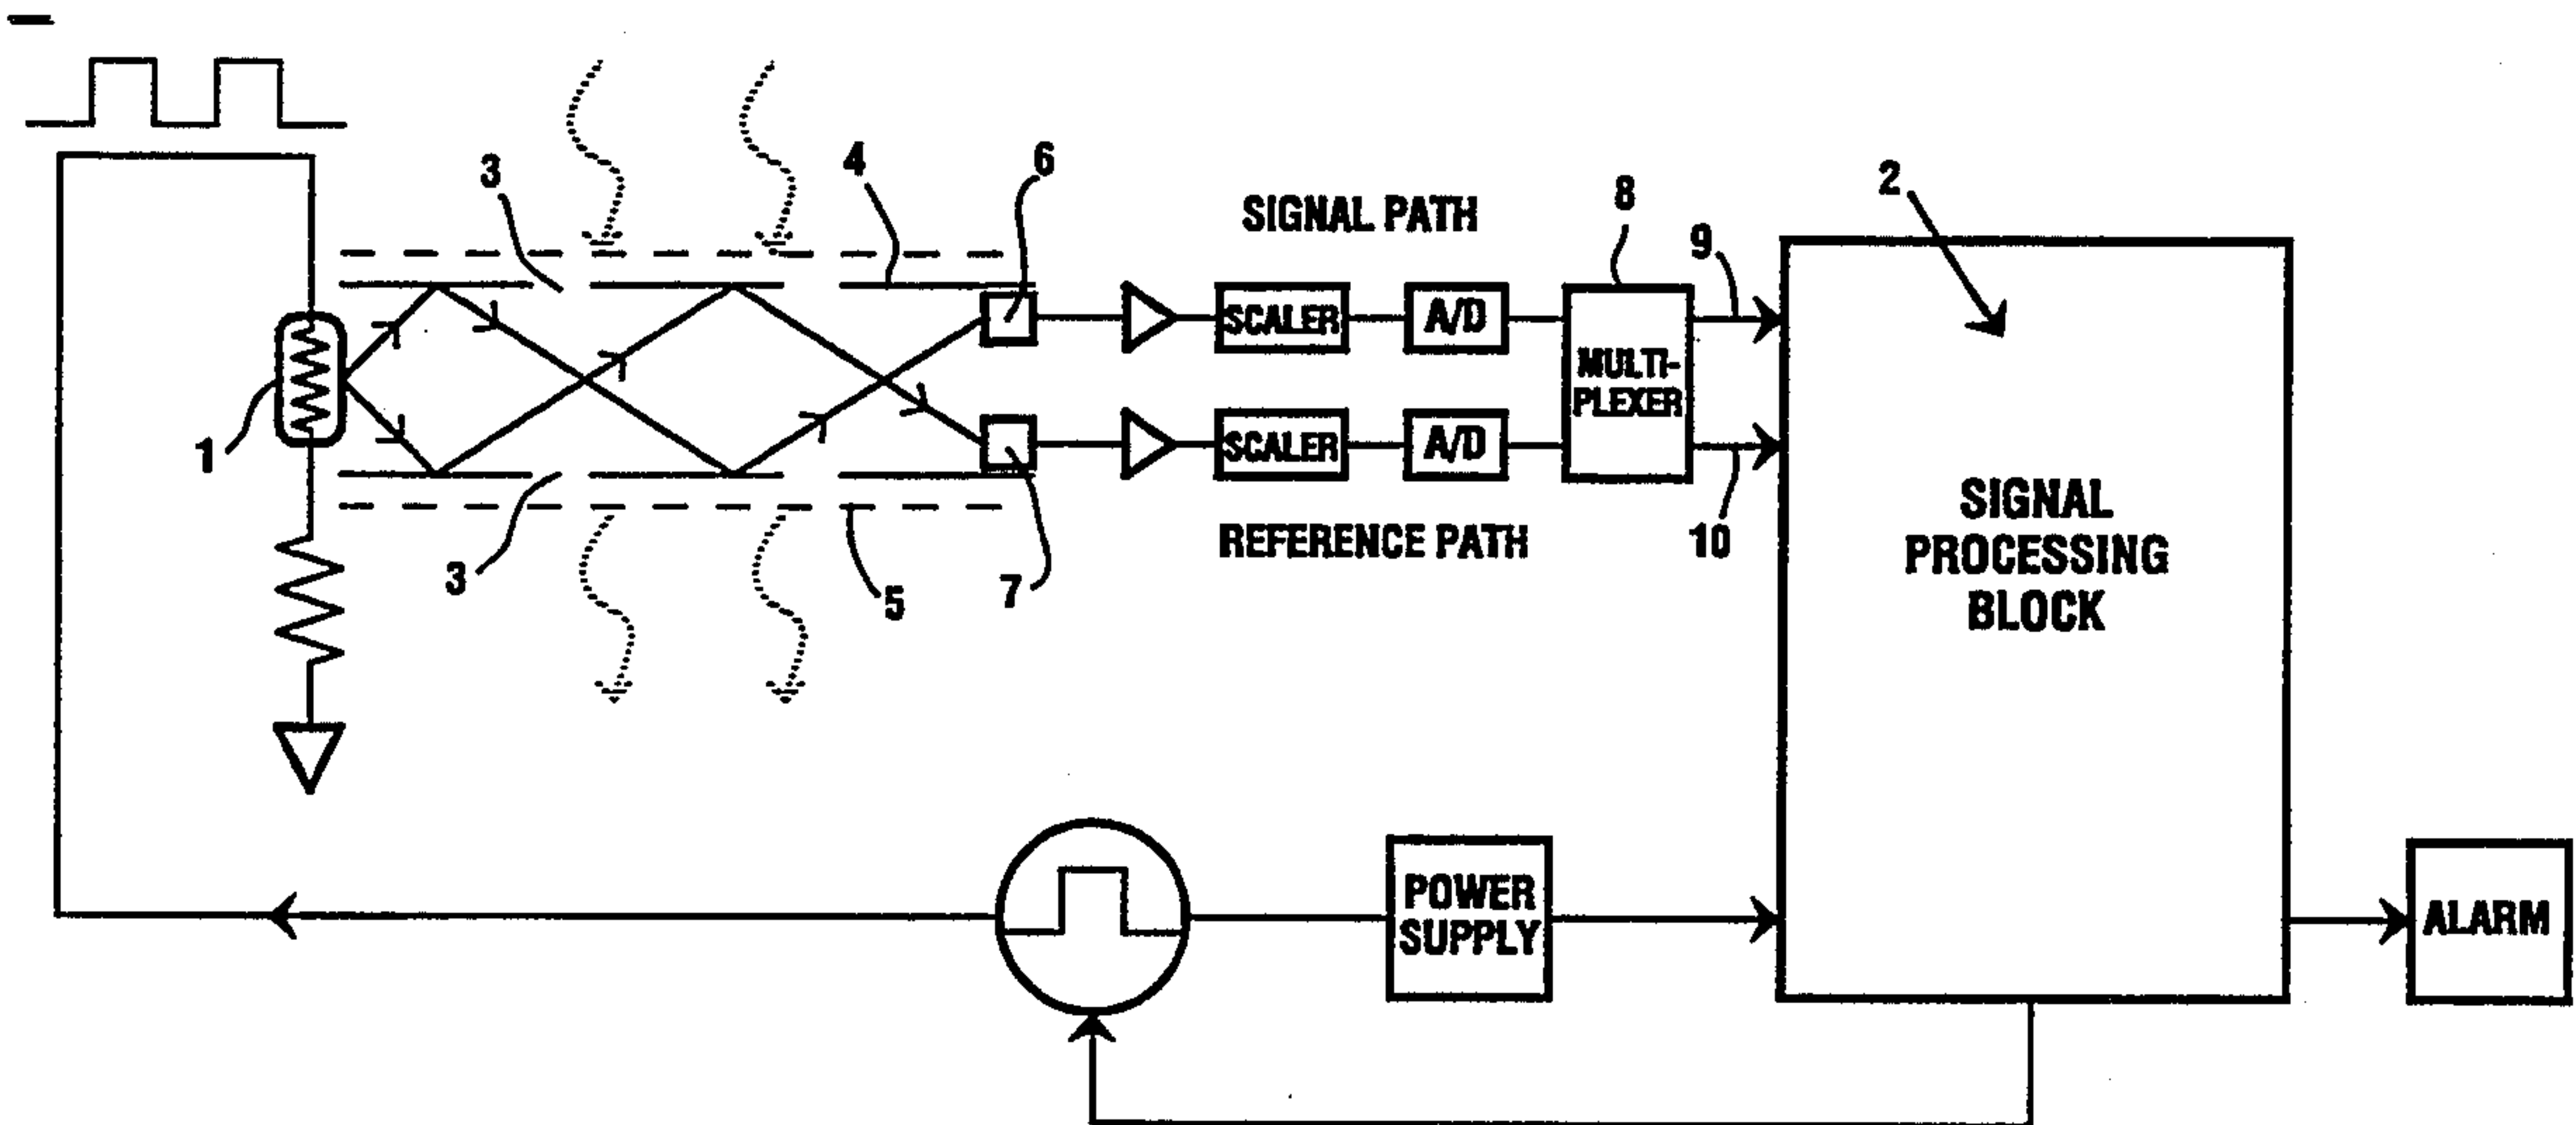 3
4
6
SIGNAL PATH
8
9
2
SCALER
A/D
MULTI-
PLEXER
1
SCALER
A/D
3
5
7
REFERENCE PATH
10
SIGNAL
PROCESSING
BLOCK
POWER
SUPPLY
ALARM